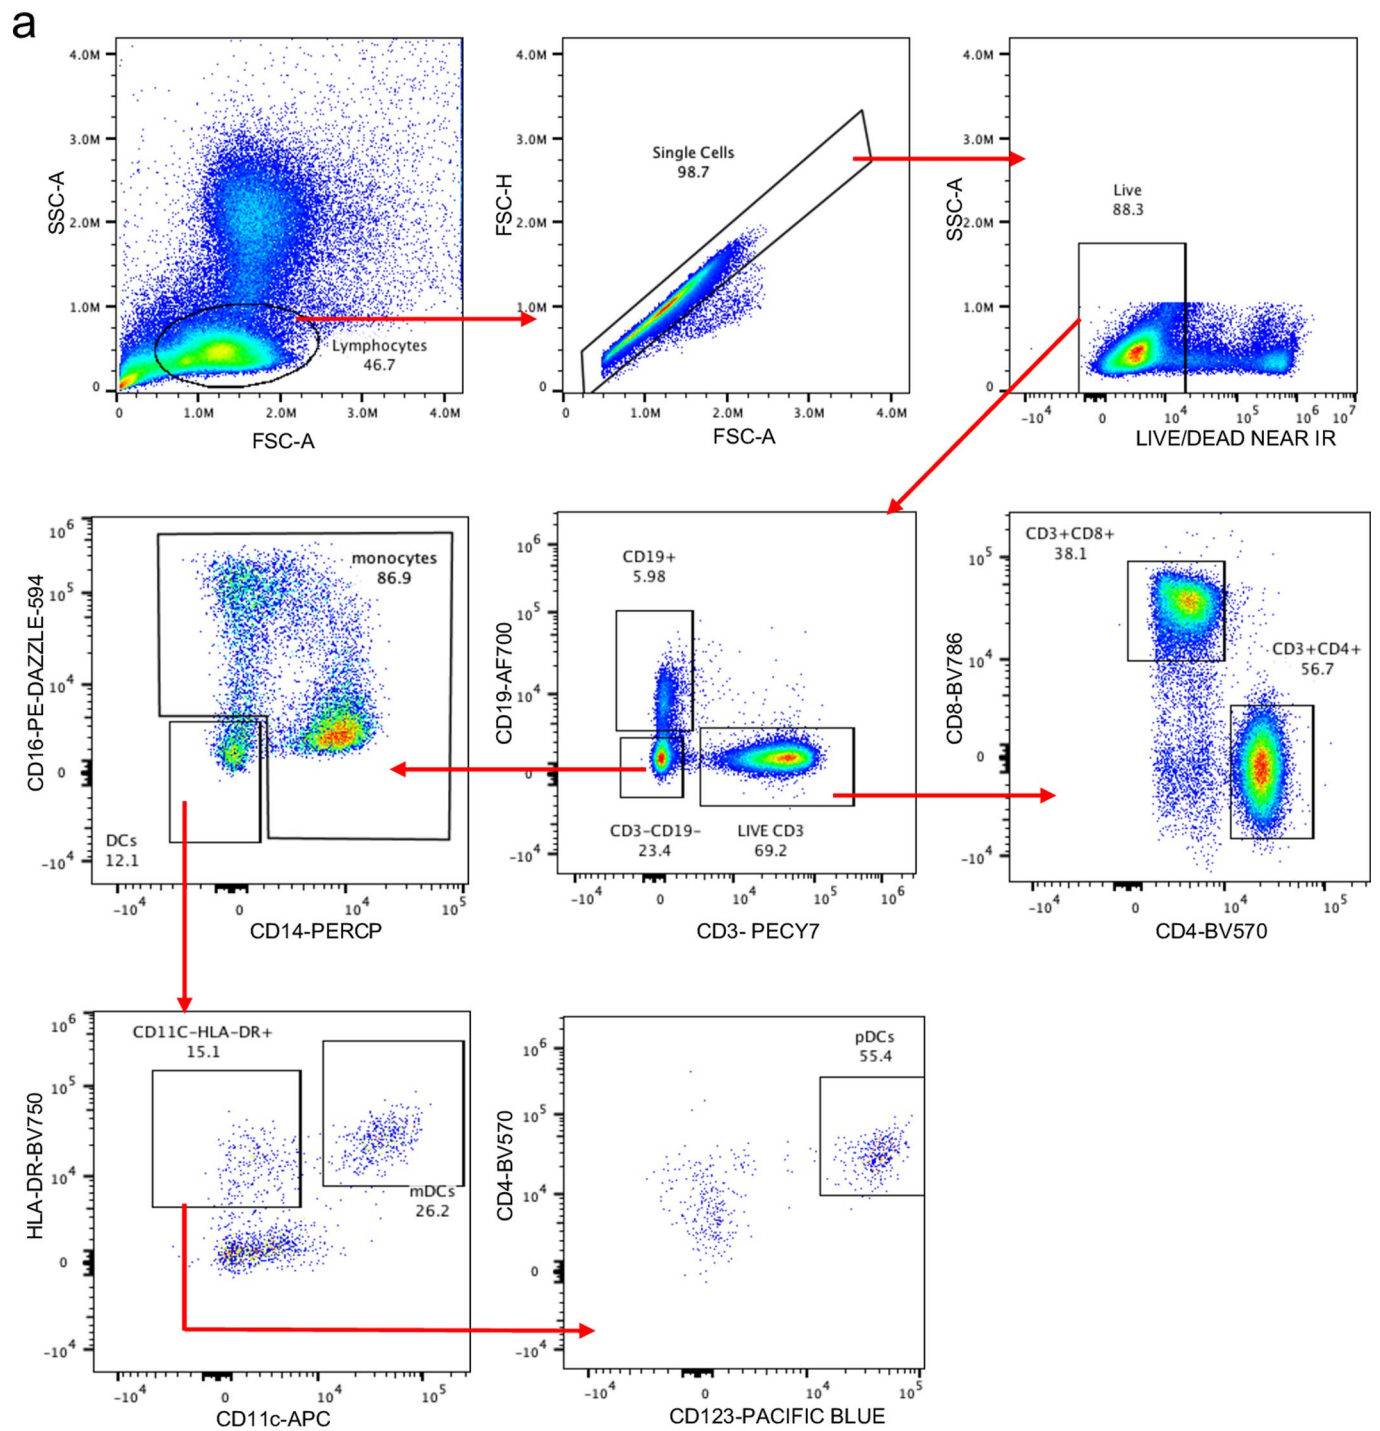 a
SSC-A
4.0M
3.0M
2.0M
1.0M
0
Lymphocytes
46.7
0 1.0M 2.0M 3.0M 4.0M
FSC-A
FSC-H
4.0M
3.0M
2.0M
1.0M
0
Single Cells
98.7
0 1.0M 2.0M 3.0M 4.0M
FSC-A
SSC-A
4.0M
3.0M
2.0M
1.0M
0
Live
88.3
-10^4 0 10^4 10^5 10^6 10^7
LIVE/DEAD NEAR IR
CD16-PE-DAZZLE-594
10^6
10^5
10^4
0
-10^4
monocytes
86.9
DCs
12.1
-10^4 0 10^4 10^5
CD14-PERCP
CD19-AF700
10^6
10^5
10^4
0
-10^4
CD19+
5.98
CD3-CD19-
23.4
LIVE CD3
69.2
-10^4 0 10^4 10^5 10^6
CD3- PECY7
CD8-BV786
10^5
10^4
0
-10^4
CD3+CD8+
38.1
CD3+CD4+
56.7
-10^4 0 10^4 10^5
CD4-BV570
HLA-DR-BV750
10^6
10^5
10^4
0
-10^4
CD11C-HLA-DR+
15.1
mDCs
26.2
-10^4 0 10^4 10^5
CD11c-APC
CD4-BV570
10^6
10^5
10^4
0
-10^4
pDCs
55.4
-10^4 0 10^4 10^5
CD123-PACIFIC BLUE